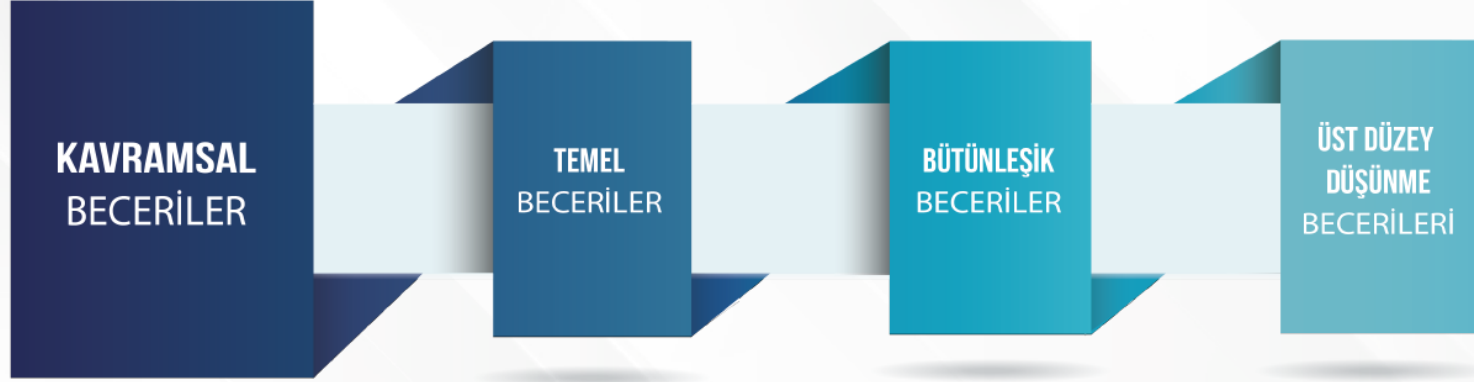 KAVRAMSAL
BECERİLER
TEMEL
BECERİLER
BÜTÜNLEŞİK
BECERİLER
ÜST DÜZEY
DÜŞÜNME
BECERİLERİ